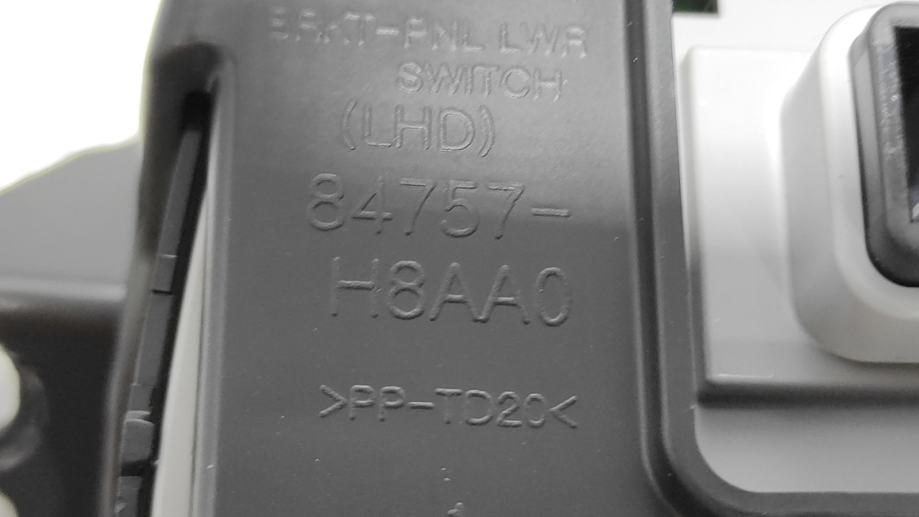 BRKT-PNL LWR
SWITCH
(LHD)
84757-
H8AA0
>PP-TD20<